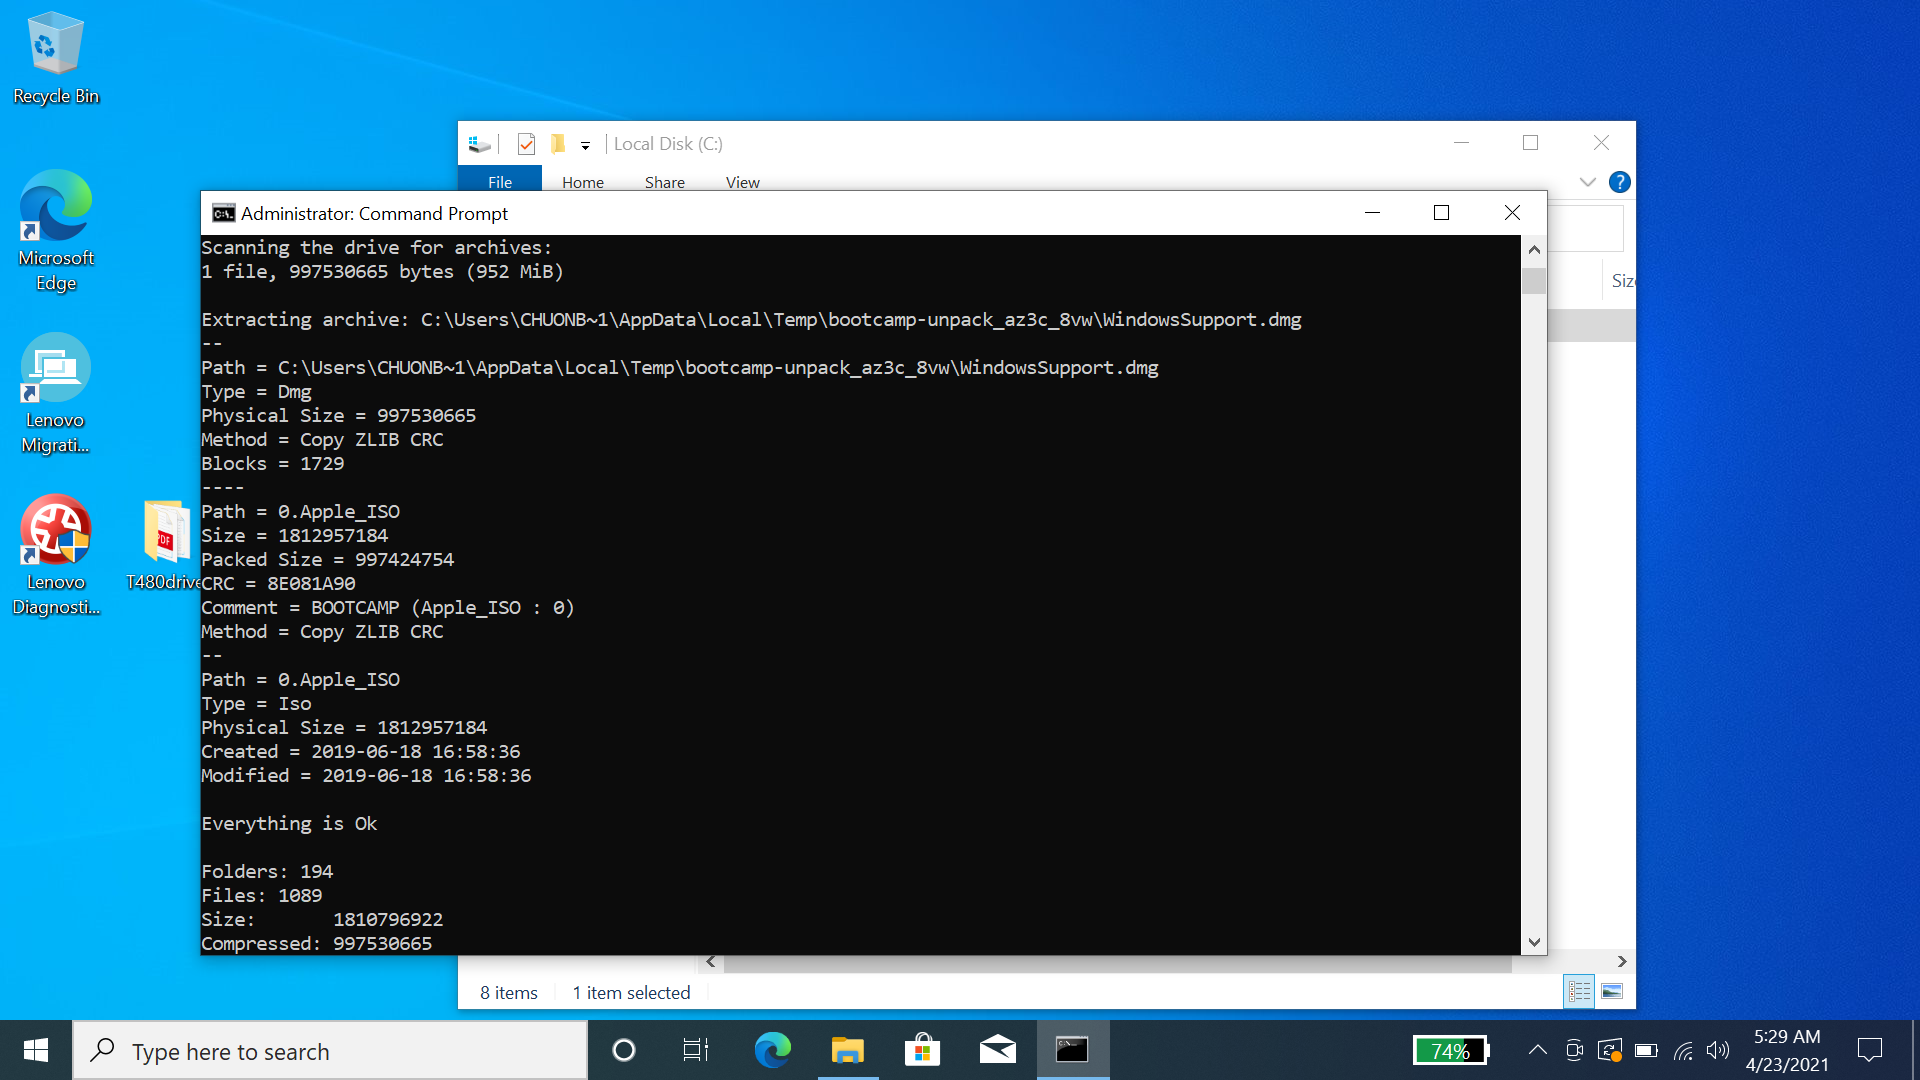 Recycle Bin
Microsoft
Edge
Lenovo
Migrati...
Lenovo
Diagnosti...
PDF
T480drive
Local Disk (C:)
File Home Share View
?
Size
C:\. Administrator: Command Prompt
Scanning the drive for archives:
1 file, 997530665 bytes (952 MiB)
Extracting archive: C:\Users\CHUONB~1\AppData\Local\Temp\bootcamp-unpack_az3c_8vw\WindowsSupport.dmg
--
Path = C:\Users\CHUONB~1\AppData\Local\Temp\bootcamp-unpack_az3c_8vw\WindowsSupport.dmg
Type = Dmg
Physical Size = 997530665
Method = Copy ZLIB CRC
Blocks = 1729
----
Path = 0.Apple_ISO
Size = 1812957184
Packed Size = 997424754
CRC = 8E081A90
Comment = BOOTCAMP (Apple_ISO : 0)
Method = Copy ZLIB CRC
--
Path = 0.Apple_ISO
Type = Iso
Physical Size = 1812957184
Created = 2019-06-18 16:58:36
Modified = 2019-06-18 16:58:36
Everything is Ok
Folders: 194
Files: 1089
Size:       1810796922
Compressed: 997530665
8 items 1 item selected
Type here to search
74%
5:29 AM
4/23/2021